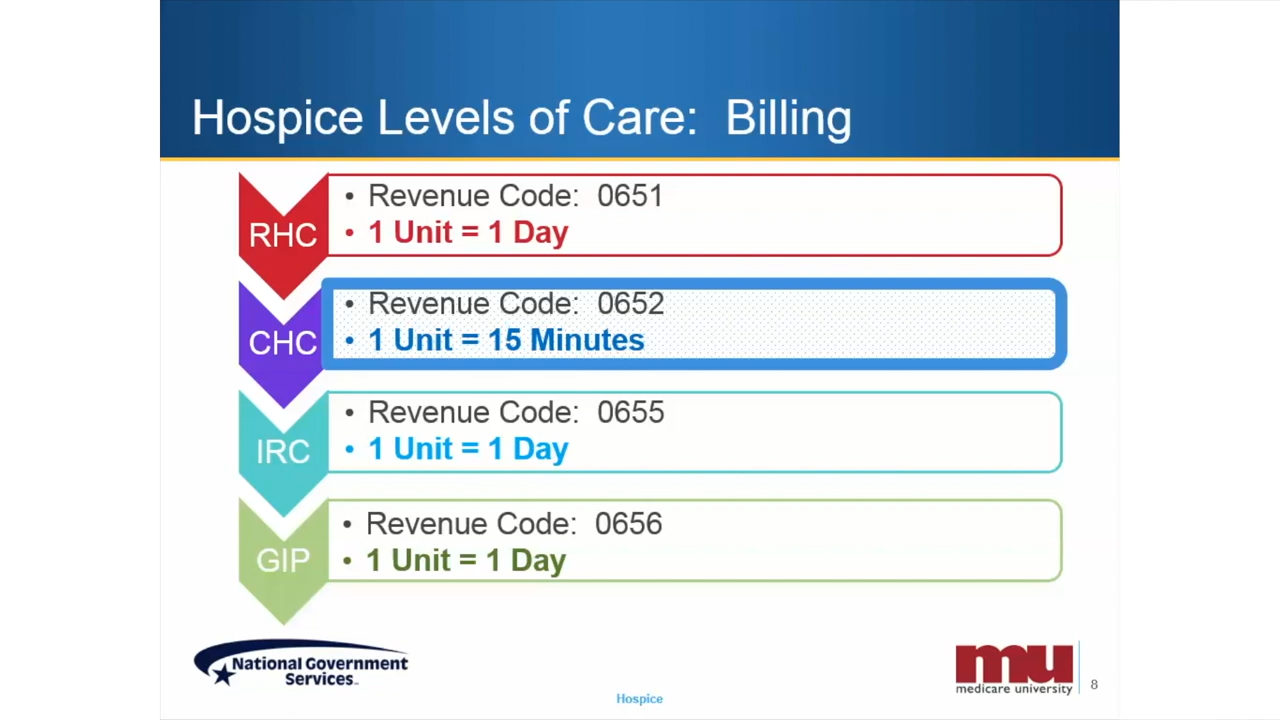 Hospice Levels of Care: Billing
RHC
• Revenue Code: 0651
• 1 Unit = 1 Day
CHC
• Revenue Code: 0652
• 1 Unit = 15 Minutes
IRC
• Revenue Code: 0655
• 1 Unit = 1 Day
GIP
• Revenue Code: 0656
• 1 Unit = 1 Day
National Government
Services
mu
medicare university
8
Hospice